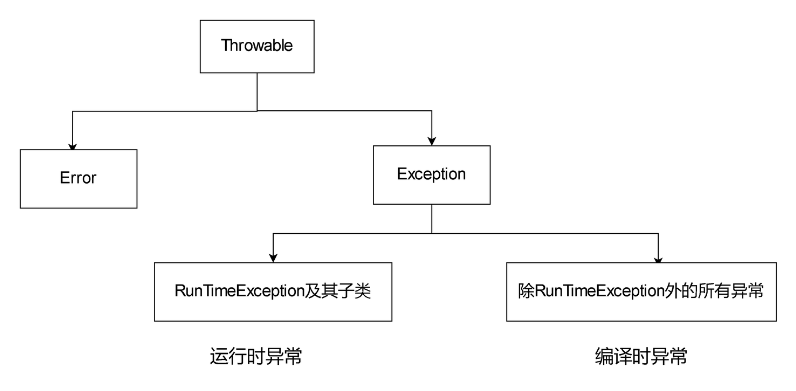 Throwable
Error
Exception
RunTimeException及其子类
除RunTimeException外的所有异常
运行时异常
编译时异常